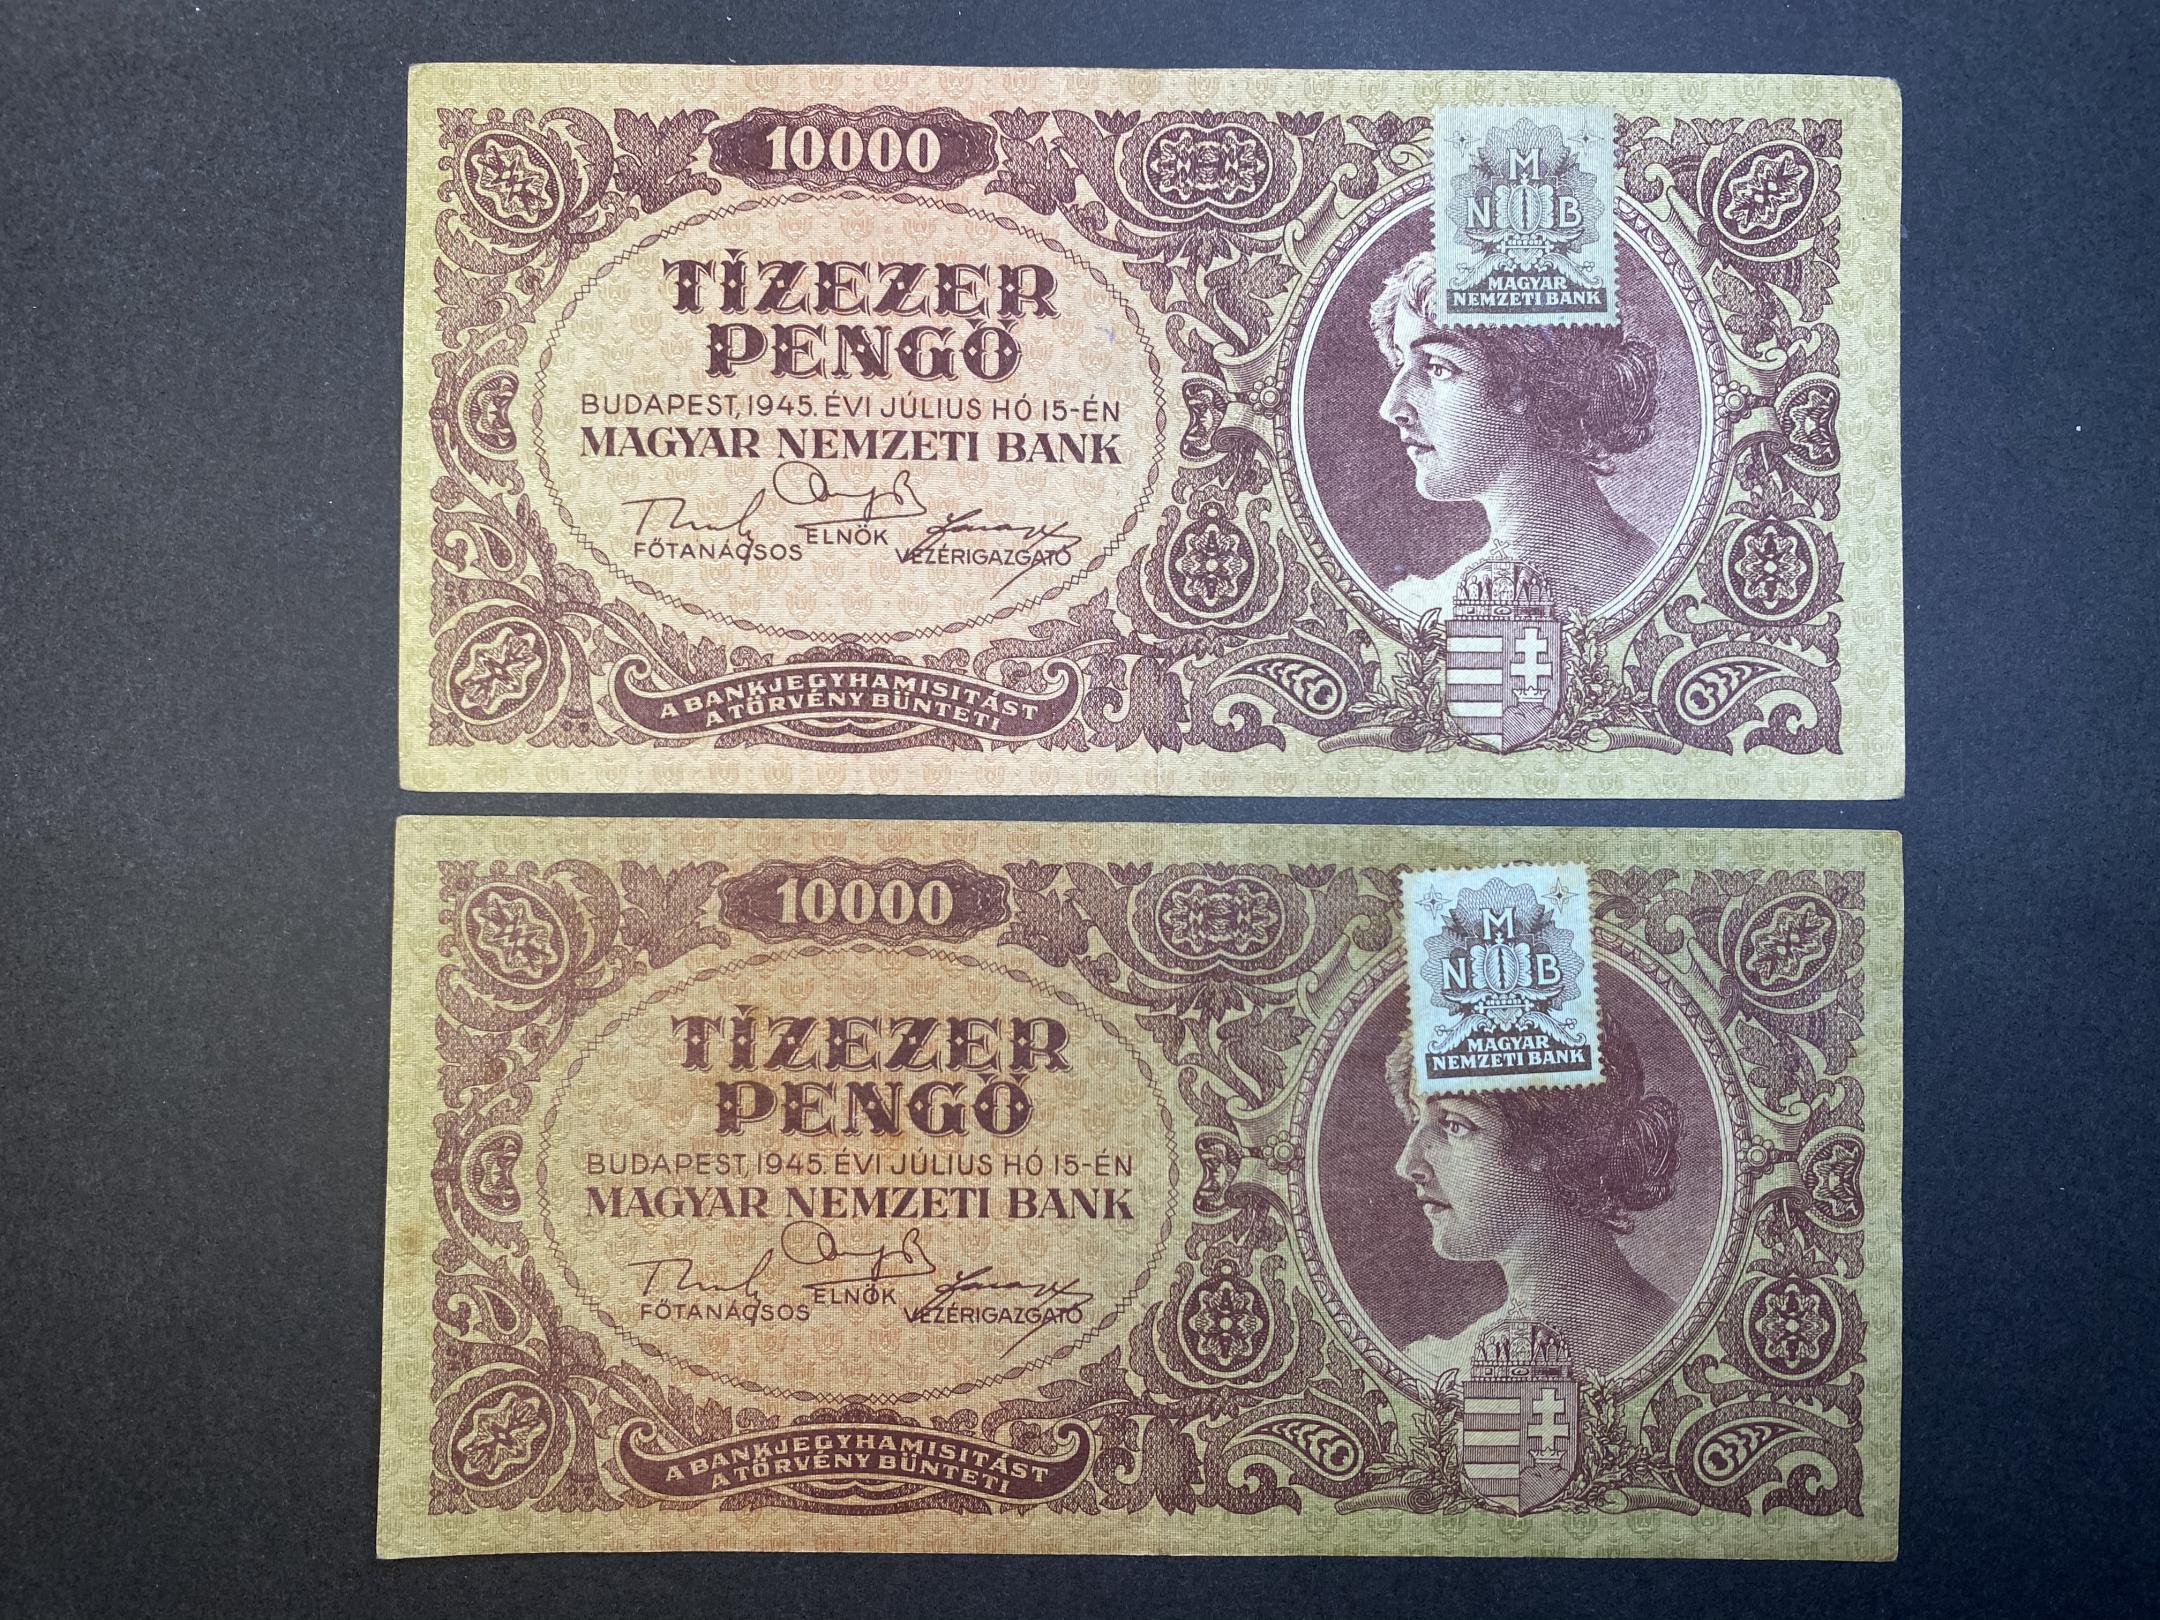 10000
TÍZEZER
PENGŐ
BUDAPEST, 1945. ÉVI JÚLIUS HÓ 15-ÉN
MAGYAR NEMZETI BANK
FŐTANÁCSOS ELNÖK VEZÉRIGAZGATÓ
A BANKJEGYHAMISITÁST
A TÖRVÉNY BÜNTETI
M
N B
MAGYAR
NEMZETI BANK
10000
TÍZEZER
PENGŐ
BUDAPEST, 1945. ÉVI JÚLIUS HÓ 15-ÉN
MAGYAR NEMZETI BANK
FŐTANÁCSOS ELNÖK VEZÉRIGAZGATÓ
A BANKJEGYHAMISITÁST
A TÖRVÉNY BÜNTETI
M
N B
MAGYAR
NEMZETI BANK